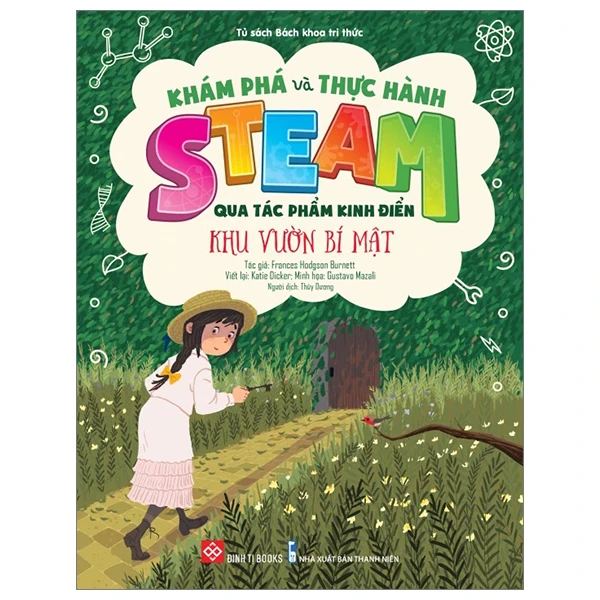 Tủ sách Bách khoa tri thức
KHÁM PHÁ và THỰC HÀNH
STEAM
QUA TÁC PHẨM KINH ĐIỂN
KHU VƯỜN BÍ MẬT
Tác giả: Frances Hodgson Burnett
Viết lại: Katie Dicker; Minh họa: Gustavo Mazali
Người dịch: Thùy Dương
ĐINH TỊ BOOKS NHÀ XUẤT BẢN THANH NIÊN